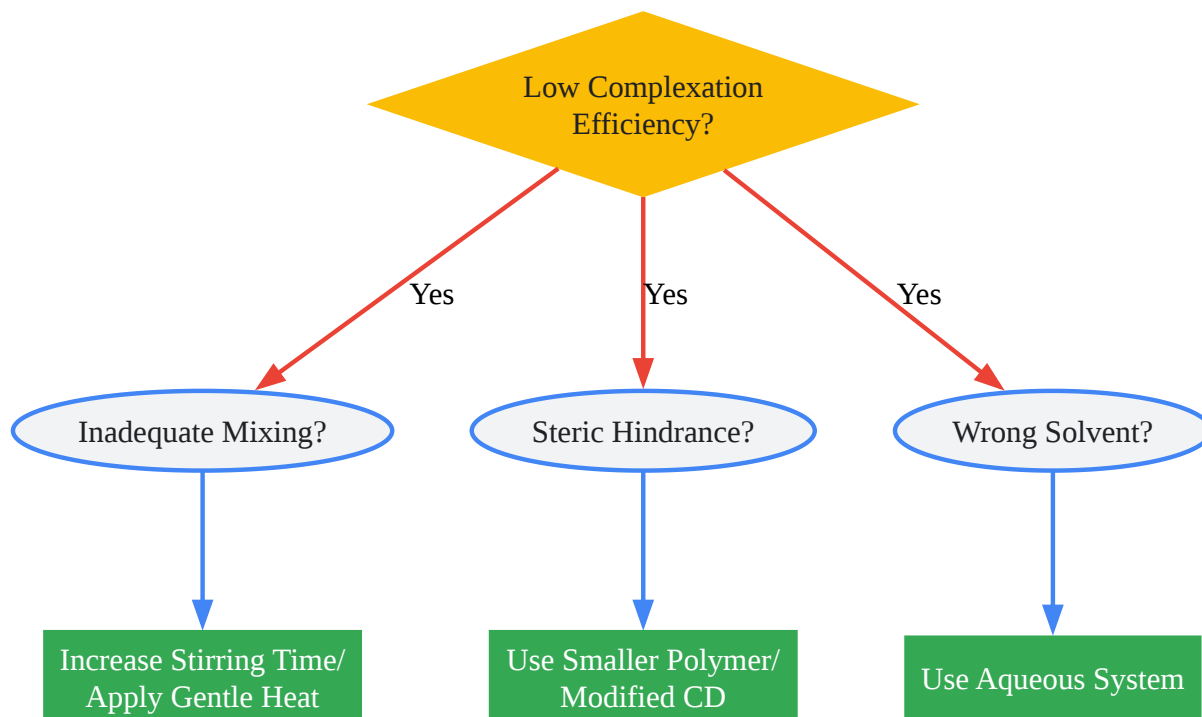 Low Complexation
Efficiency?
Yes
Yes
Yes
Inadequate Mixing?
Steric Hindrance?
Wrong Solvent?
Increase Stirring Time/
Apply Gentle Heat
Use Smaller Polymer/
Modified CD
Use Aqueous System